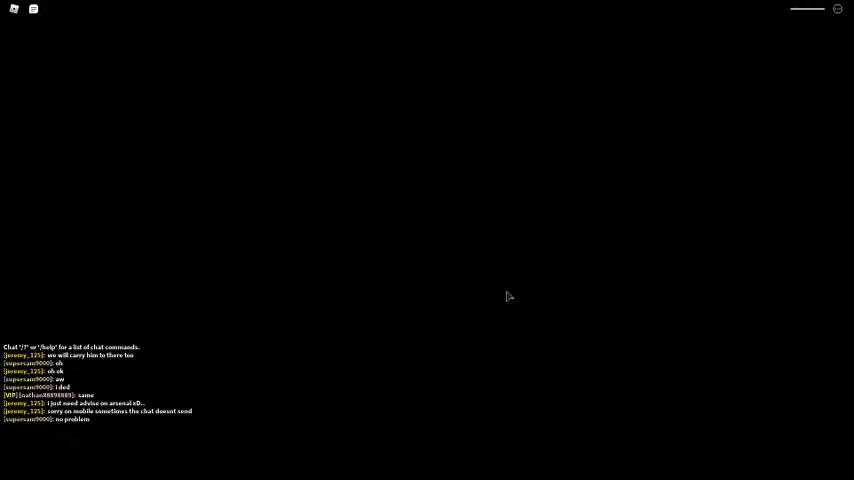 Chat '/?' or '/help' for a list of chat commands.
[jeremy_125]: we will carry him to there too
[supersam9000]: oh
[jeremy_125]: oh ok
[supersam9000]: aw
[supersam9000]: i ded
[VIP] [nathan88898889]: same
[jeremy_125]: i just need advise on arsenal xD..
[jeremy_125]: sorry on mobile sometimes the chat doesnt send
[supersam9000]: no problem